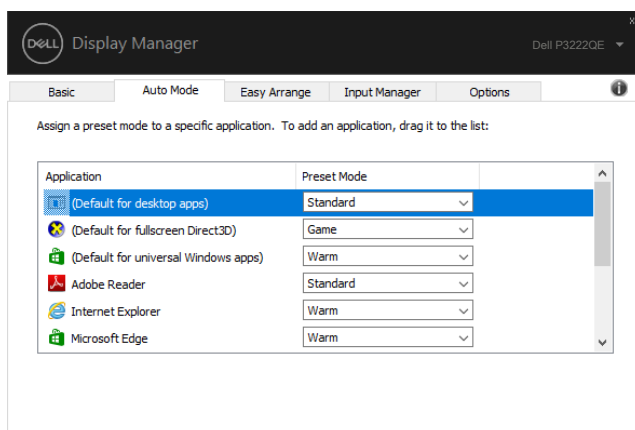 DELL Display Manager
Dell P3222QE
Basic Auto Mode Easy Arrange Input Manager Options
Assign a preset mode to a specific application. To add an application, drag it to the list:
Application Preset Mode
(Default for desktop apps) Standard
(Default for fullscreen Direct3D) Game
(Default for universal Windows apps) Warm
Adobe Reader Standard
Internet Explorer Warm
Microsoft Edge Warm